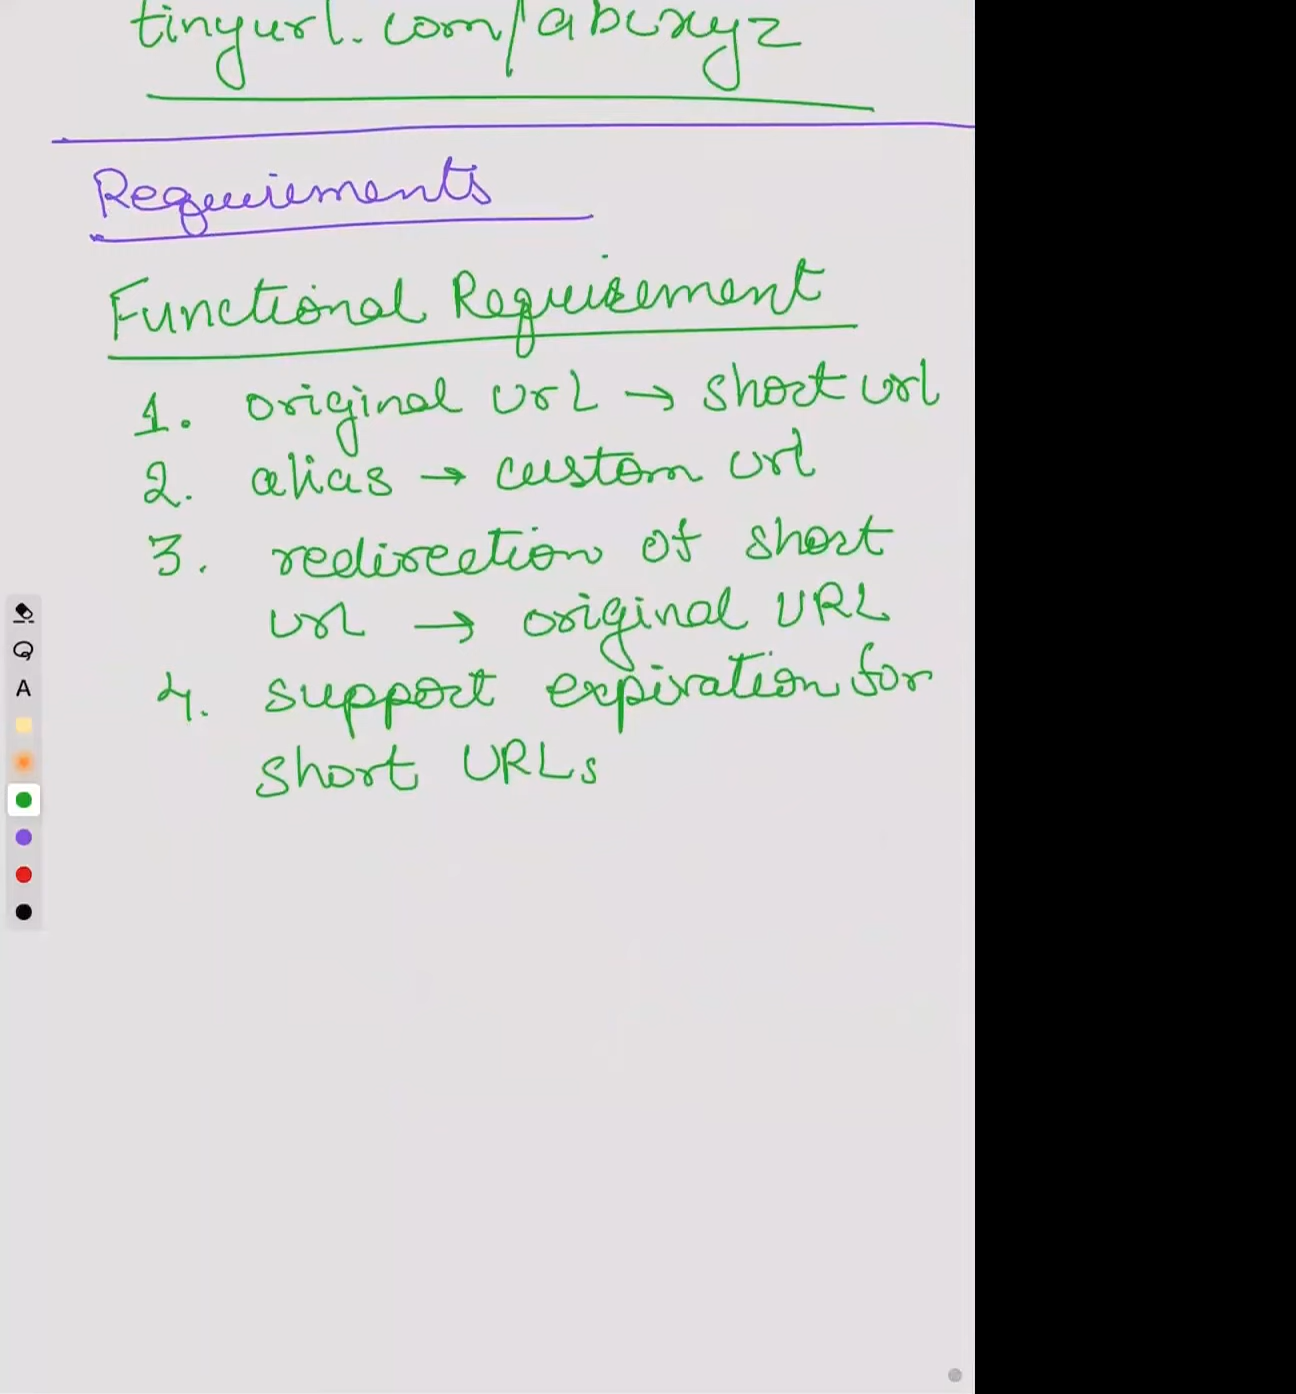 tinyurl.com/abcxyz
Requirements
Functional Requirement
1. original url → short url
2. alias → custom url
3. redirection of short
url → original URL
4. support expiration for
short URLs
A